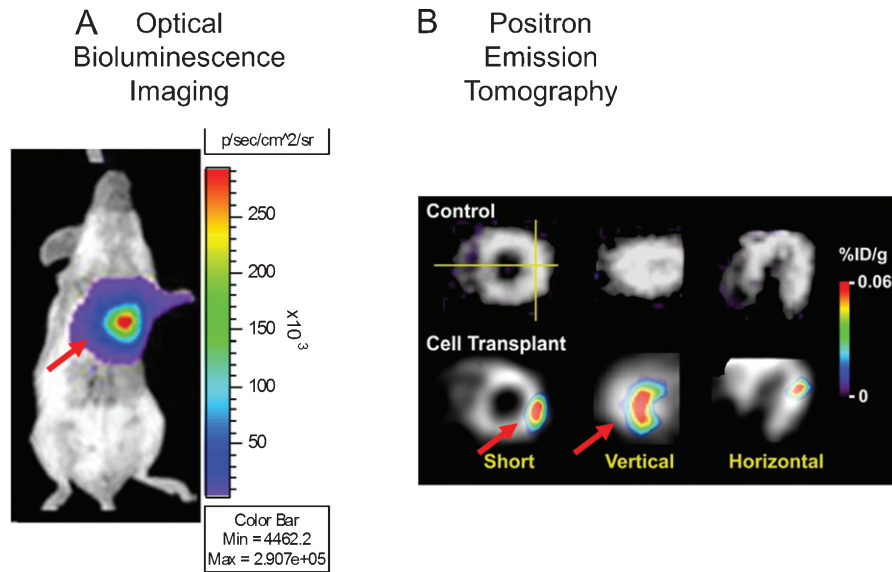 A Optical
Bioluminescence
Imaging
p/sec/cm^2/sr
250
200
150
100
50
x10^3
Color Bar
Min = 4462.2
Max = 2.907e+05
B Positron
Emission
Tomography
Control
%ID/g
0.06
0
Cell Transplant
Short Vertical Horizontal